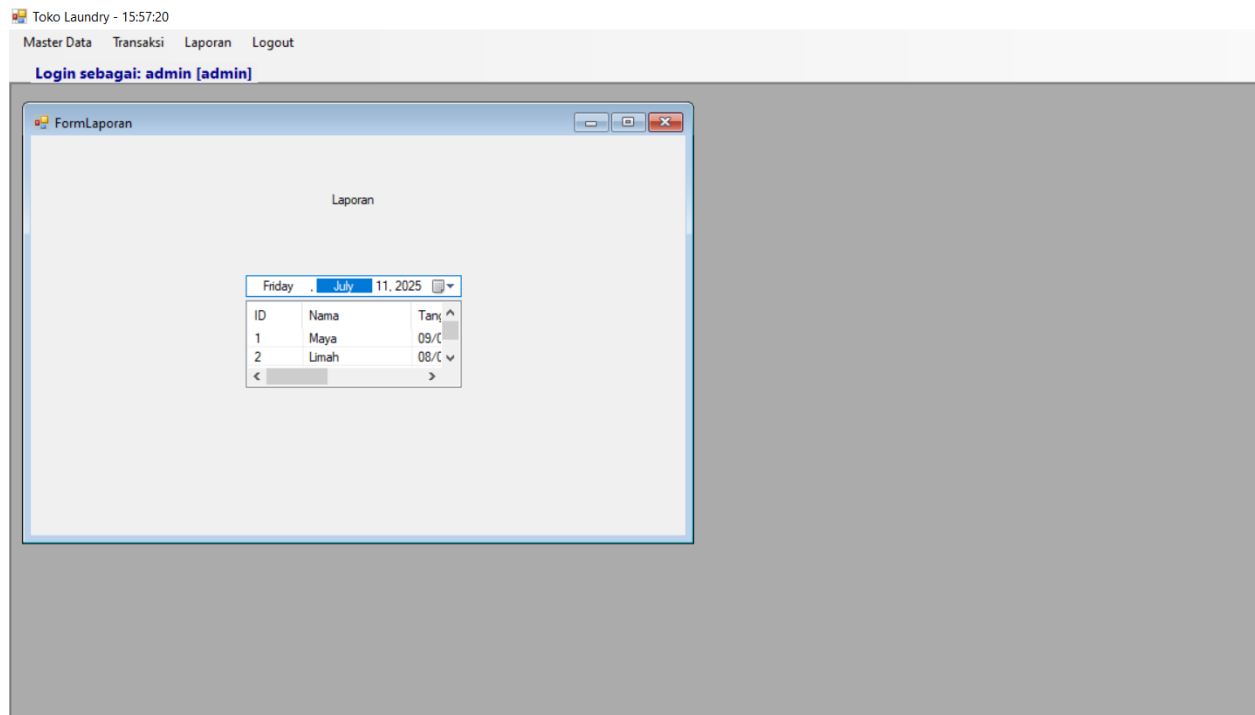 Toko Laundry - 15:57:20
Master Data Transaksi Laporan Logout
Login sebagai: admin [admin]
FormLaporan
Laporan
Friday , July 11, 2025
ID Nama
1 Maya
2 Limah